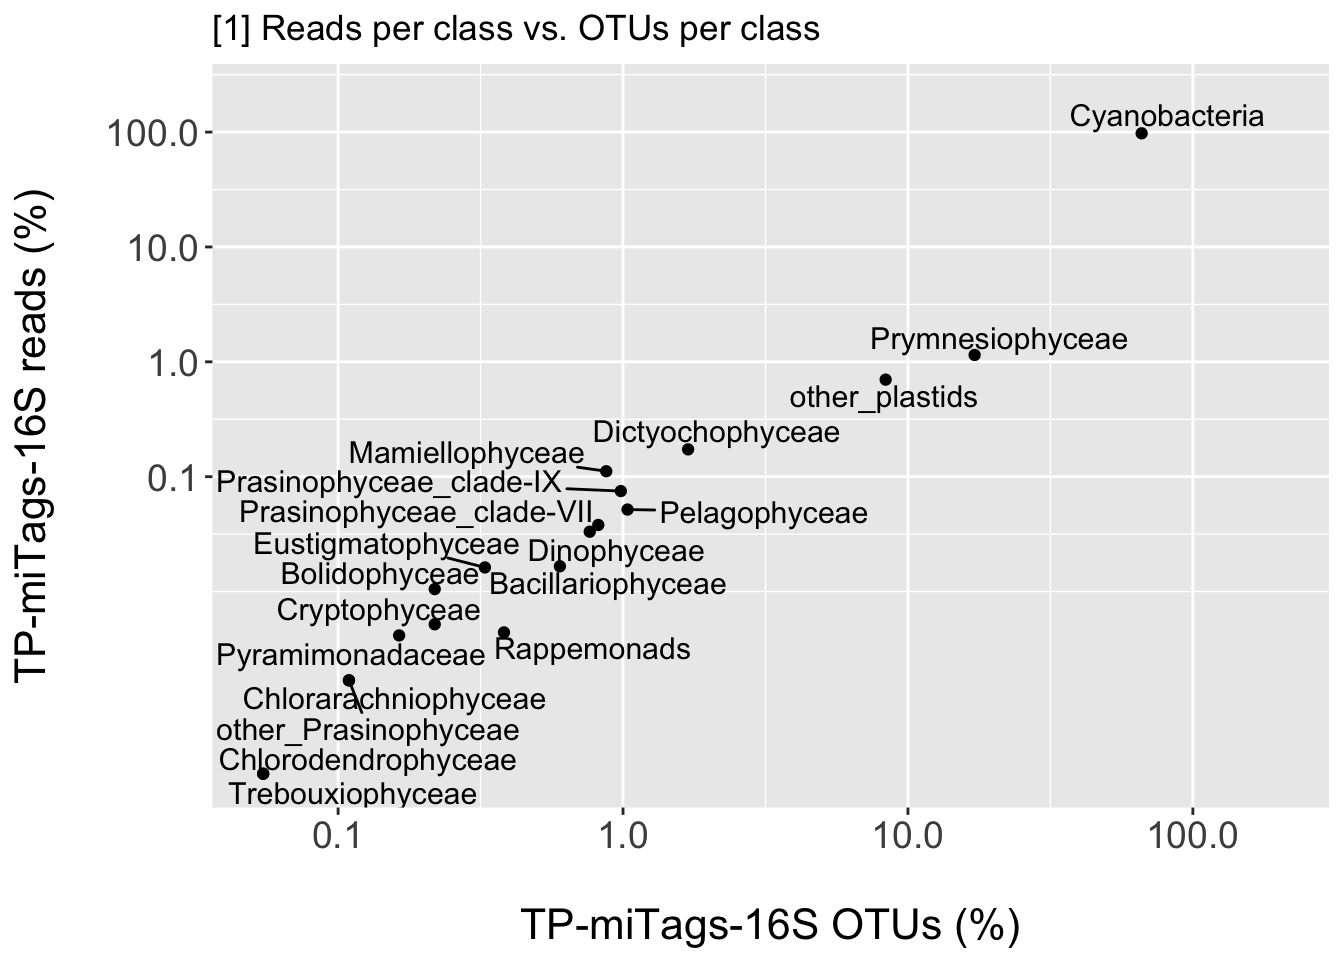 [1] Reads per class vs. OTUs per class
TP-miTags-16S reads (%)
100.0
10.0
1.0
0.1
Cyanobacteria
Prymnesiophyceae
other_plastids
Dictyochophyceae
Mamiellophyceae
Prasinophyceae_clade-IX
Prasinophyceae_clade-VII
Pelagophyceae
Eustigmatophyceae
Dinophyceae
Bolidophyceae
Bacillariophyceae
Cryptophyceae
Rappemonads
Pyramimonadaceae
Chlorarachniophyceae
other_Prasinophyceae
Chlorodendrophyceae
Trebouxiophyceae
0.1
1.0
10.0
100.0
TP-miTags-16S OTUs (%)